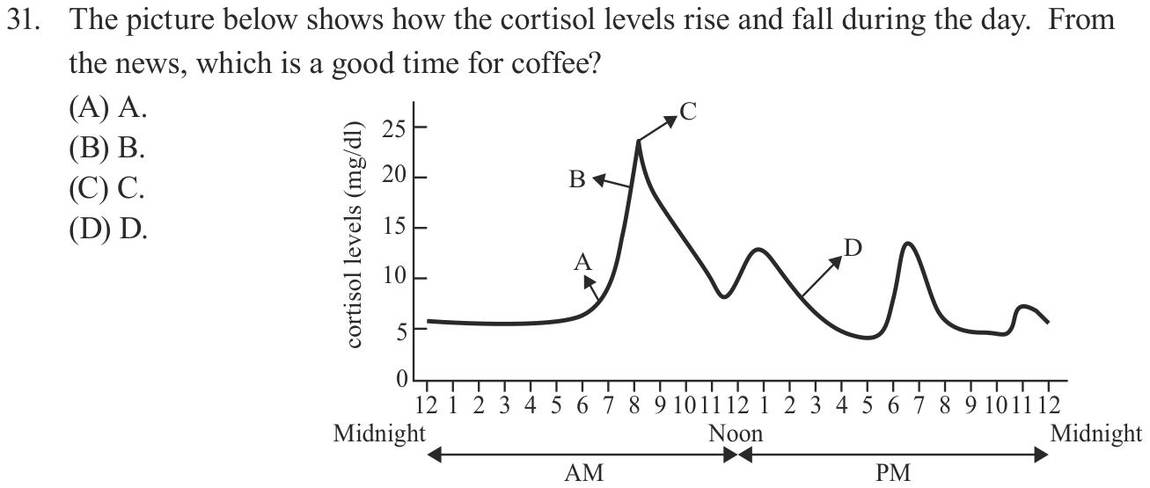 31. The picture below shows how the cortisol levels rise and fall during the day. From
the news, which is a good time for coffee?
(A) A.
(B) B.
(C) C.
(D) D.
cortisol levels (mg/dl)
25
20
15
10
5
0
C
B
A
D
12 1 2 3 4 5 6 7 8 9 10 11 12 1 2 3 4 5 6 7 8 9 10 11 12
Midnight Noon Midnight
AM PM